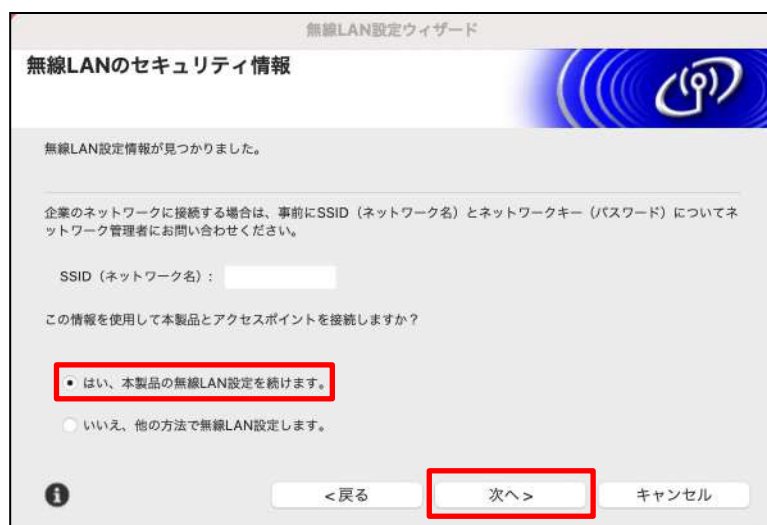 無線LAN設定ウィザード
無線LANのセキュリティ情報
無線LAN設定情報が見つかりました。
企業のネットワークに接続する場合は、事前にSSID（ネットワーク名）とネットワークキー（パスワード）についてネ
ットワーク管理者にお問い合わせください。
SSID（ネットワーク名）:
この情報を使用して本製品とアクセスポイントを接続しますか？
はい、本製品の無線LAN設定を続けます。
いいえ、他の方法で無線LAN設定します。
<戻る 次へ> キャンセル